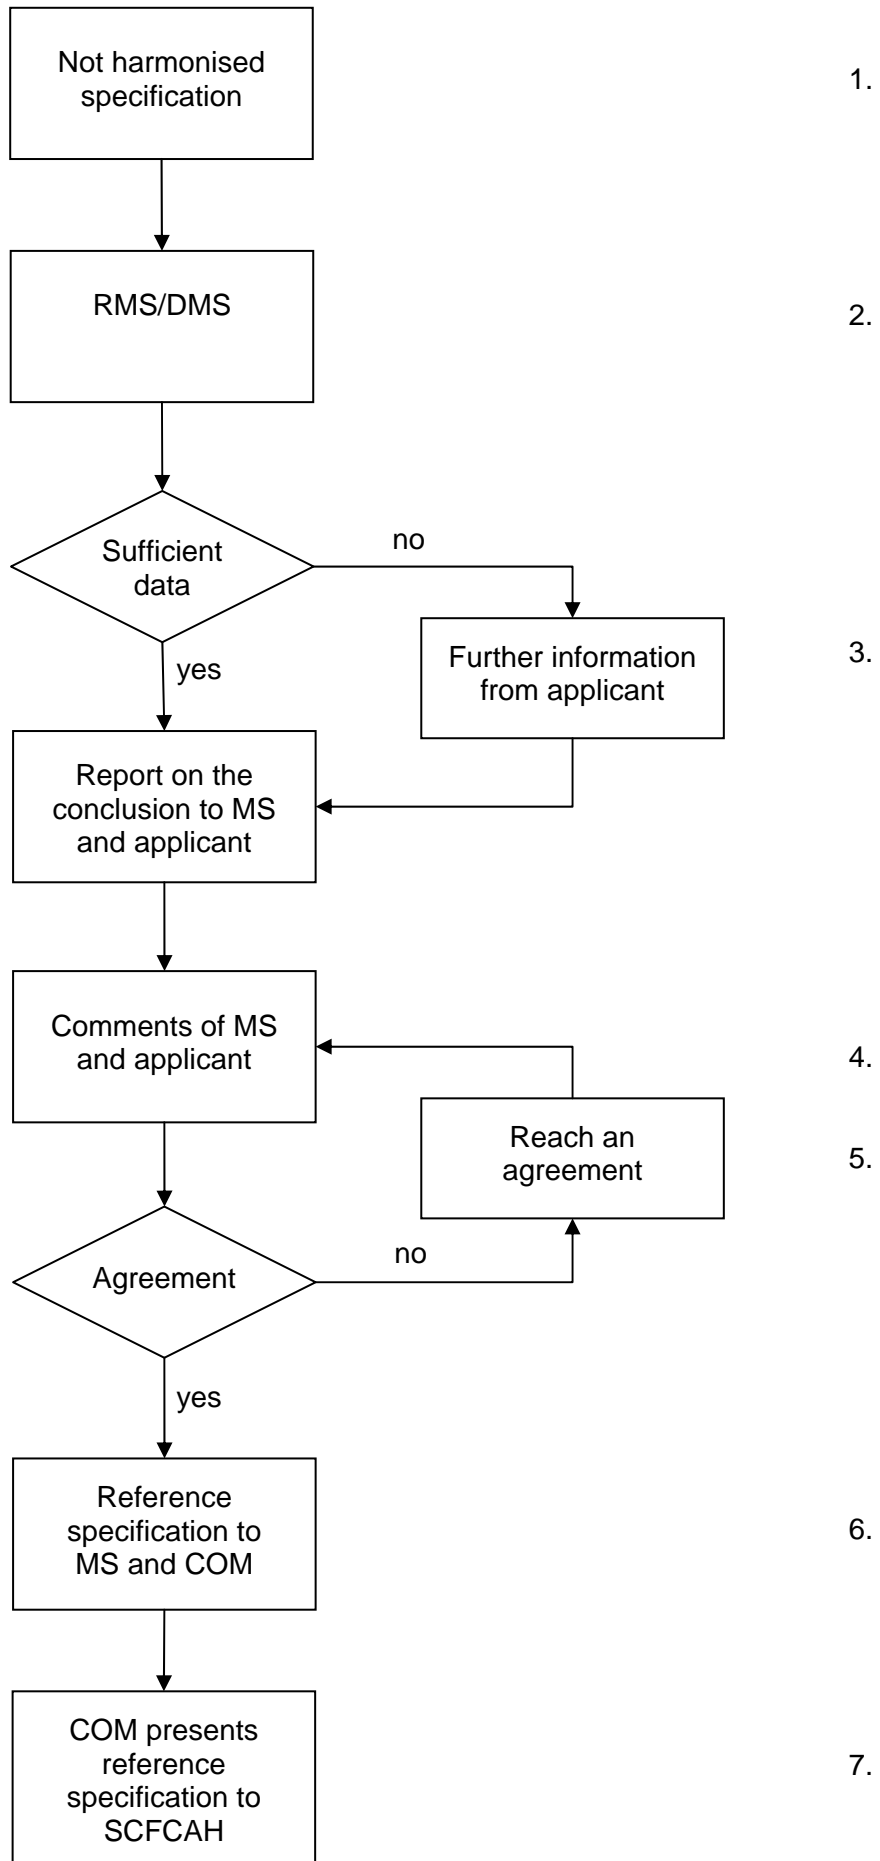 Not harmonised
specification
1.
RMS/DMS
2.
Sufficient
data
no
yes
Further information
from applicant
3.
Report on the
conclusion to MS
and applicant
Comments of MS
and applicant
4.
Reach an
agreement
5.
Agreement
no
yes
Reference
specification to
MS and COM
6.
COM presents
reference
specification to
SCFCAH
7.